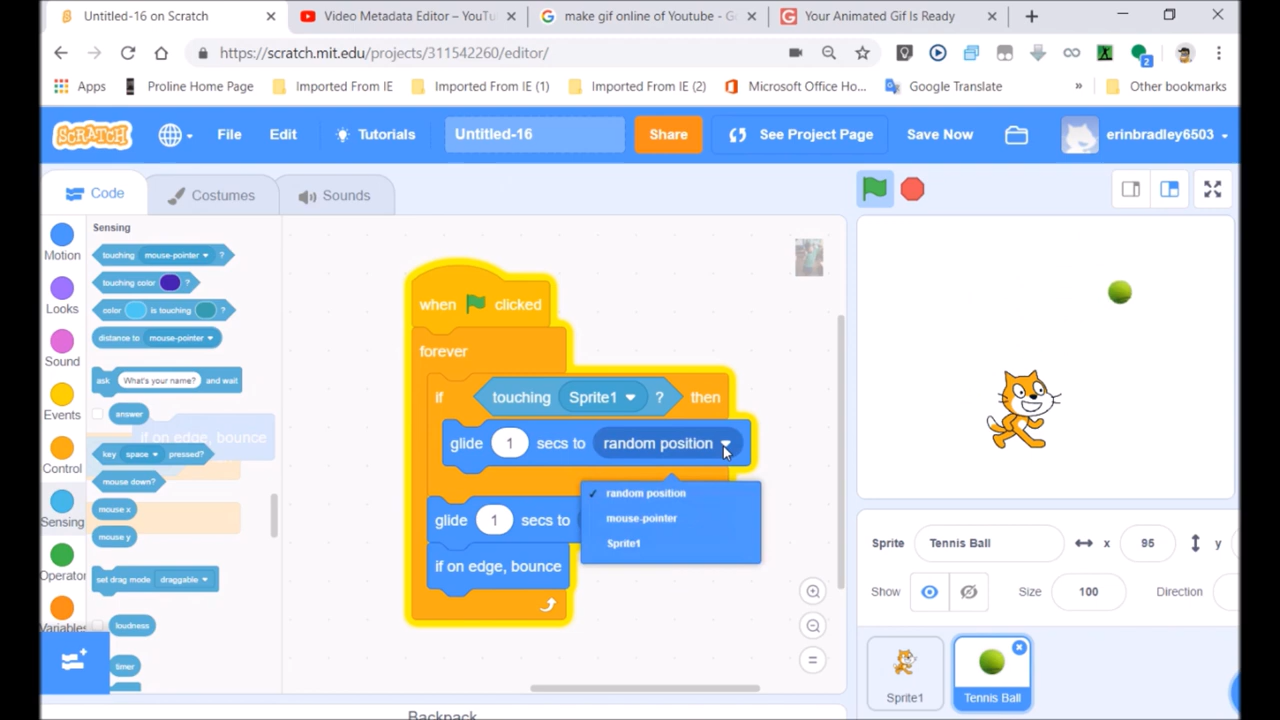 Untitled-16 on Scratch
Video Metadata Editor – YouTu
make gif online of Youtube - G
Your Animated Gif Is Ready
https://scratch.mit.edu/projects/311542260/editor/
2
Apps Proline Home Page Imported From IE Imported From IE (1) Imported From IE (2) Microsoft Office Ho... Google Translate » Other bookmarks
SCRATCH File Edit Tutorials Untitled-16 Share See Project Page Save Now erinbradley6503
Code Costumes Sounds
Motion
Looks
Sound
Events
Control
Sensing
Operator
Variables
Sensing
touching mouse-pointer ?
touching color ?
color is touching ?
distance to mouse-pointer
ask What's your name? and wait
answer
if on edge, bounce
key space pressed?
mouse down?
mouse x
mouse y
set drag mode draggable
loudness
timer
when clicked
forever
if touching Sprite1 ? then
glide 1 secs to random position
✓ random position
mouse-pointer
Sprite1
glide 1 secs to
if on edge, bounce
Sprite Tennis Ball x 95 y
Show Size 100 Direction
Sprite1
Tennis Ball
Backpack